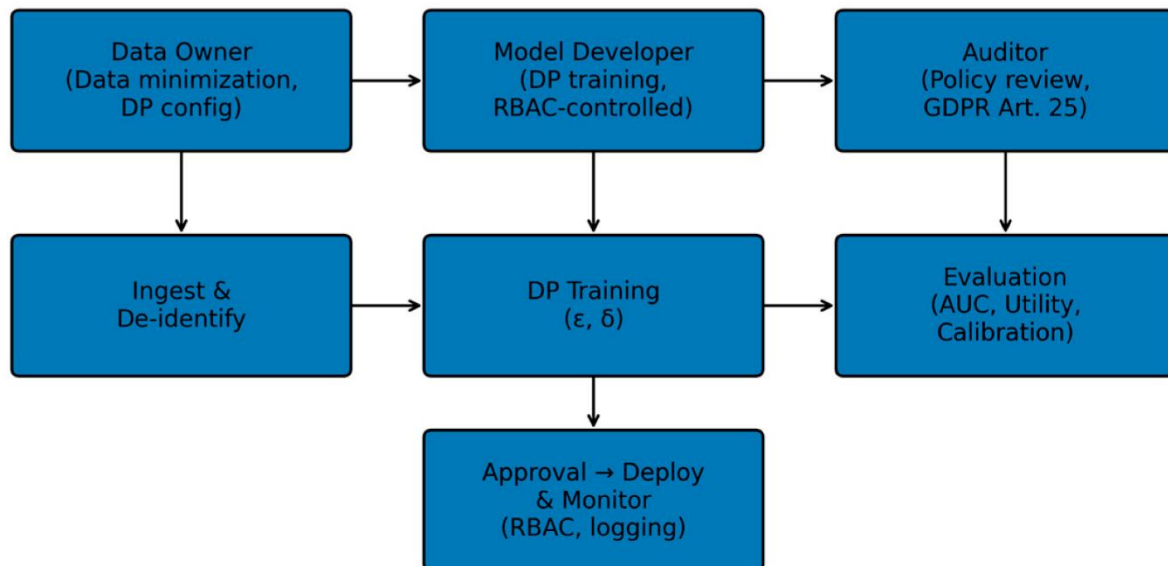 Data Owner
(Data minimization,
DP config)
Model Developer
(DP training,
RBAC-controlled)
Auditor
(Policy review,
GDPR Art. 25)
Ingest &
De-identify
DP Training
(ε, δ)
Evaluation
(AUC, Utility,
Calibration)
Approval → Deploy
& Monitor
(RBAC, logging)